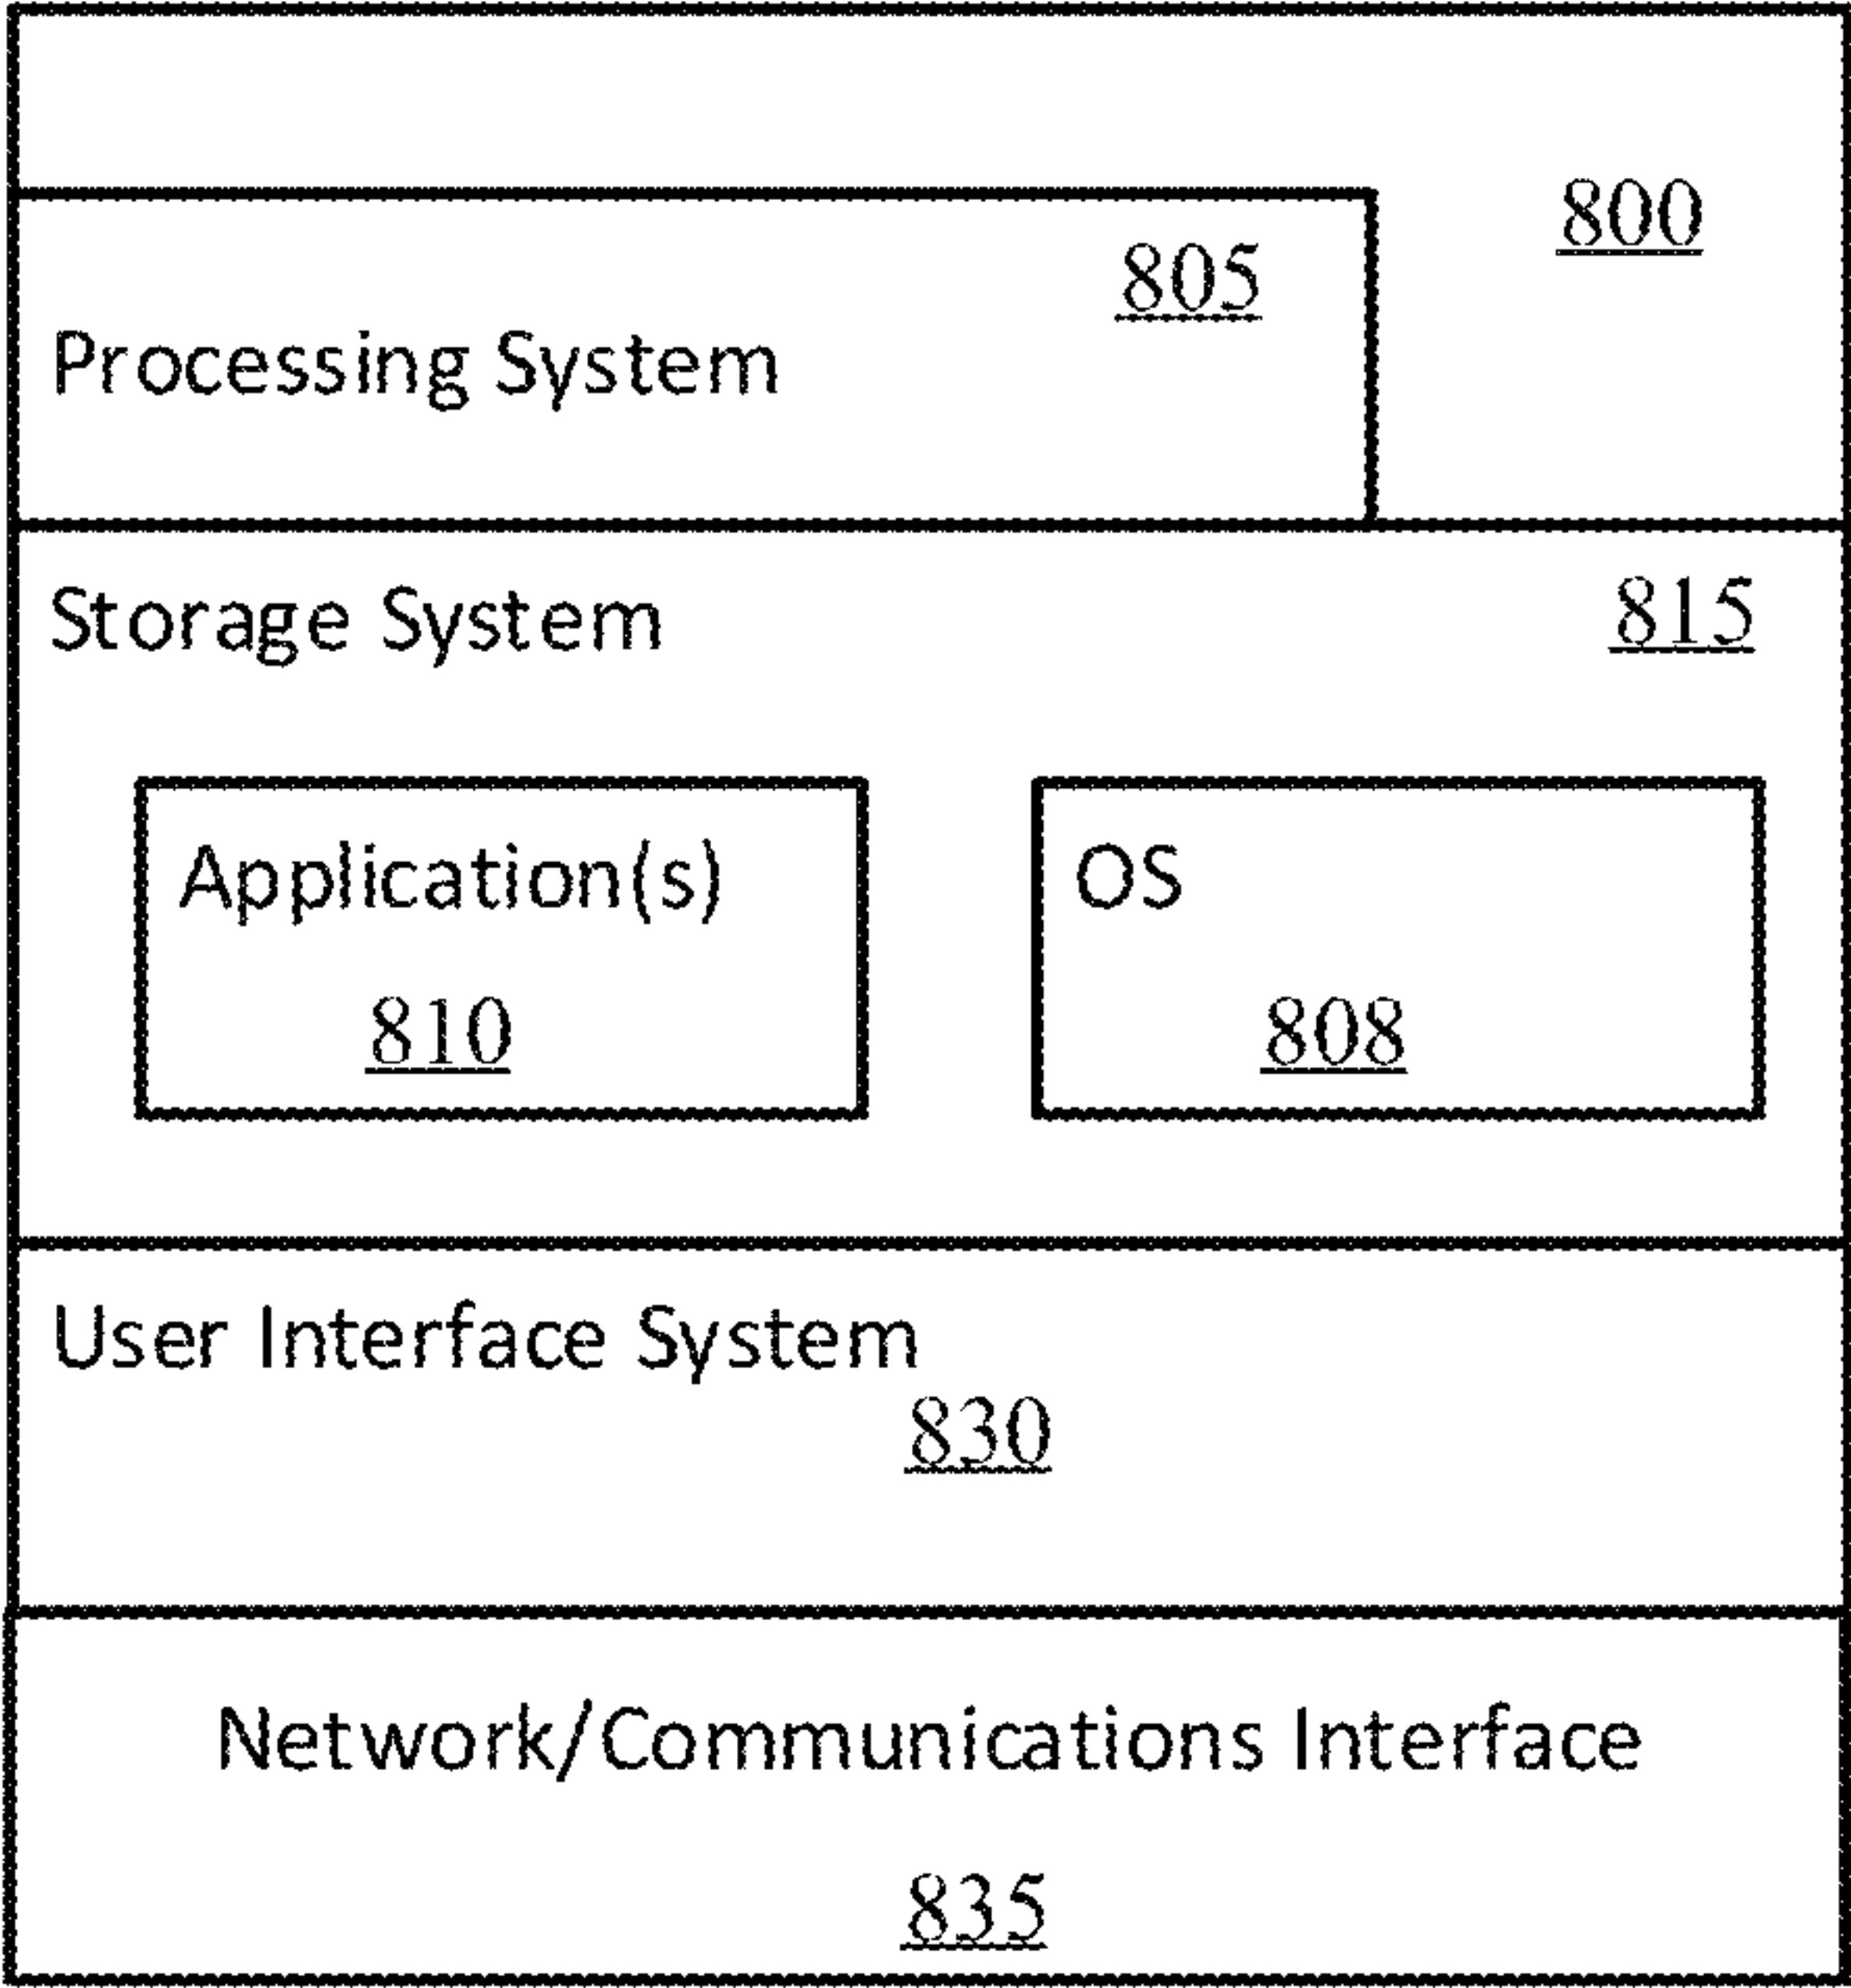 800
805
Processing System
Storage System 815
Application(s)
810
OS
808
User Interface System
830
Network/Communications Interface
835